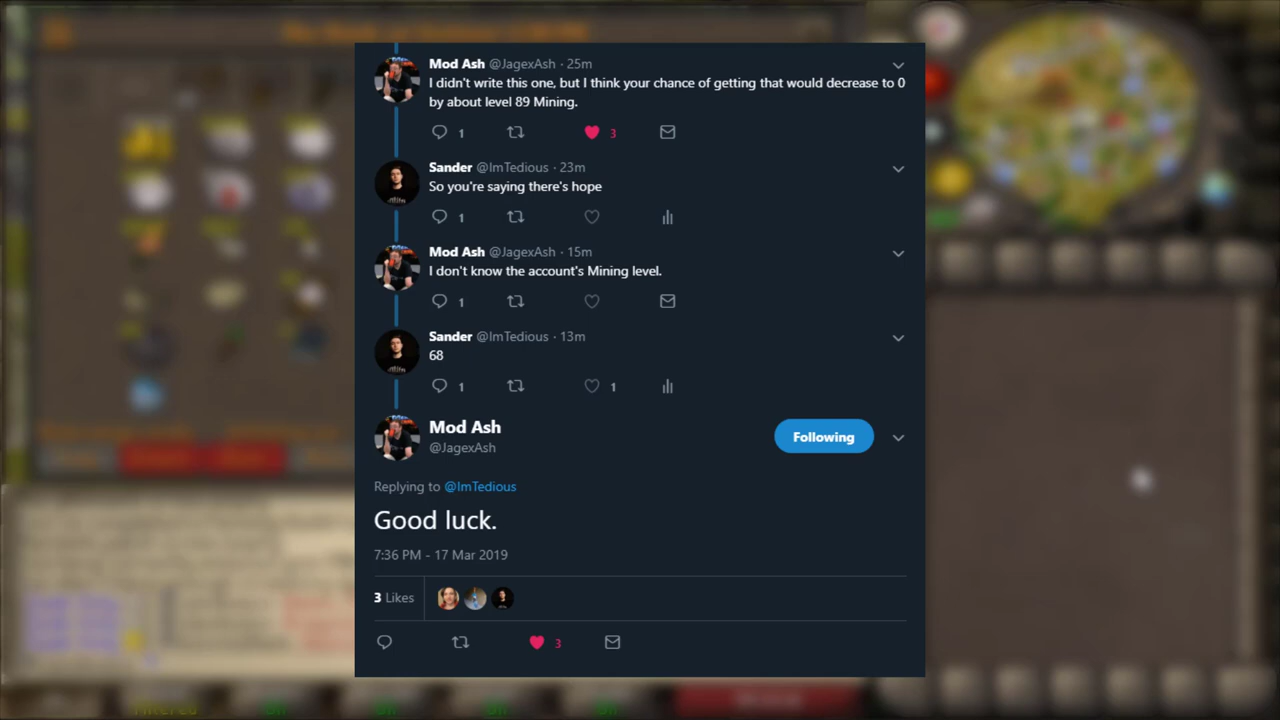 Mod Ash @JagexAsh · 25m
I didn't write this one, but I think your chance of getting that would decrease to 0
by about level 89 Mining.
1 3
Sander @ImTedious · 23m
So you're saying there's hope
1
Mod Ash @JagexAsh · 15m
I don't know the account's Mining level.
1
Sander @ImTedious · 13m
68
1 1
Mod Ash
@JagexAsh
Following
Replying to @ImTedious
Good luck.
7:36 PM - 17 Mar 2019
3 Likes
3